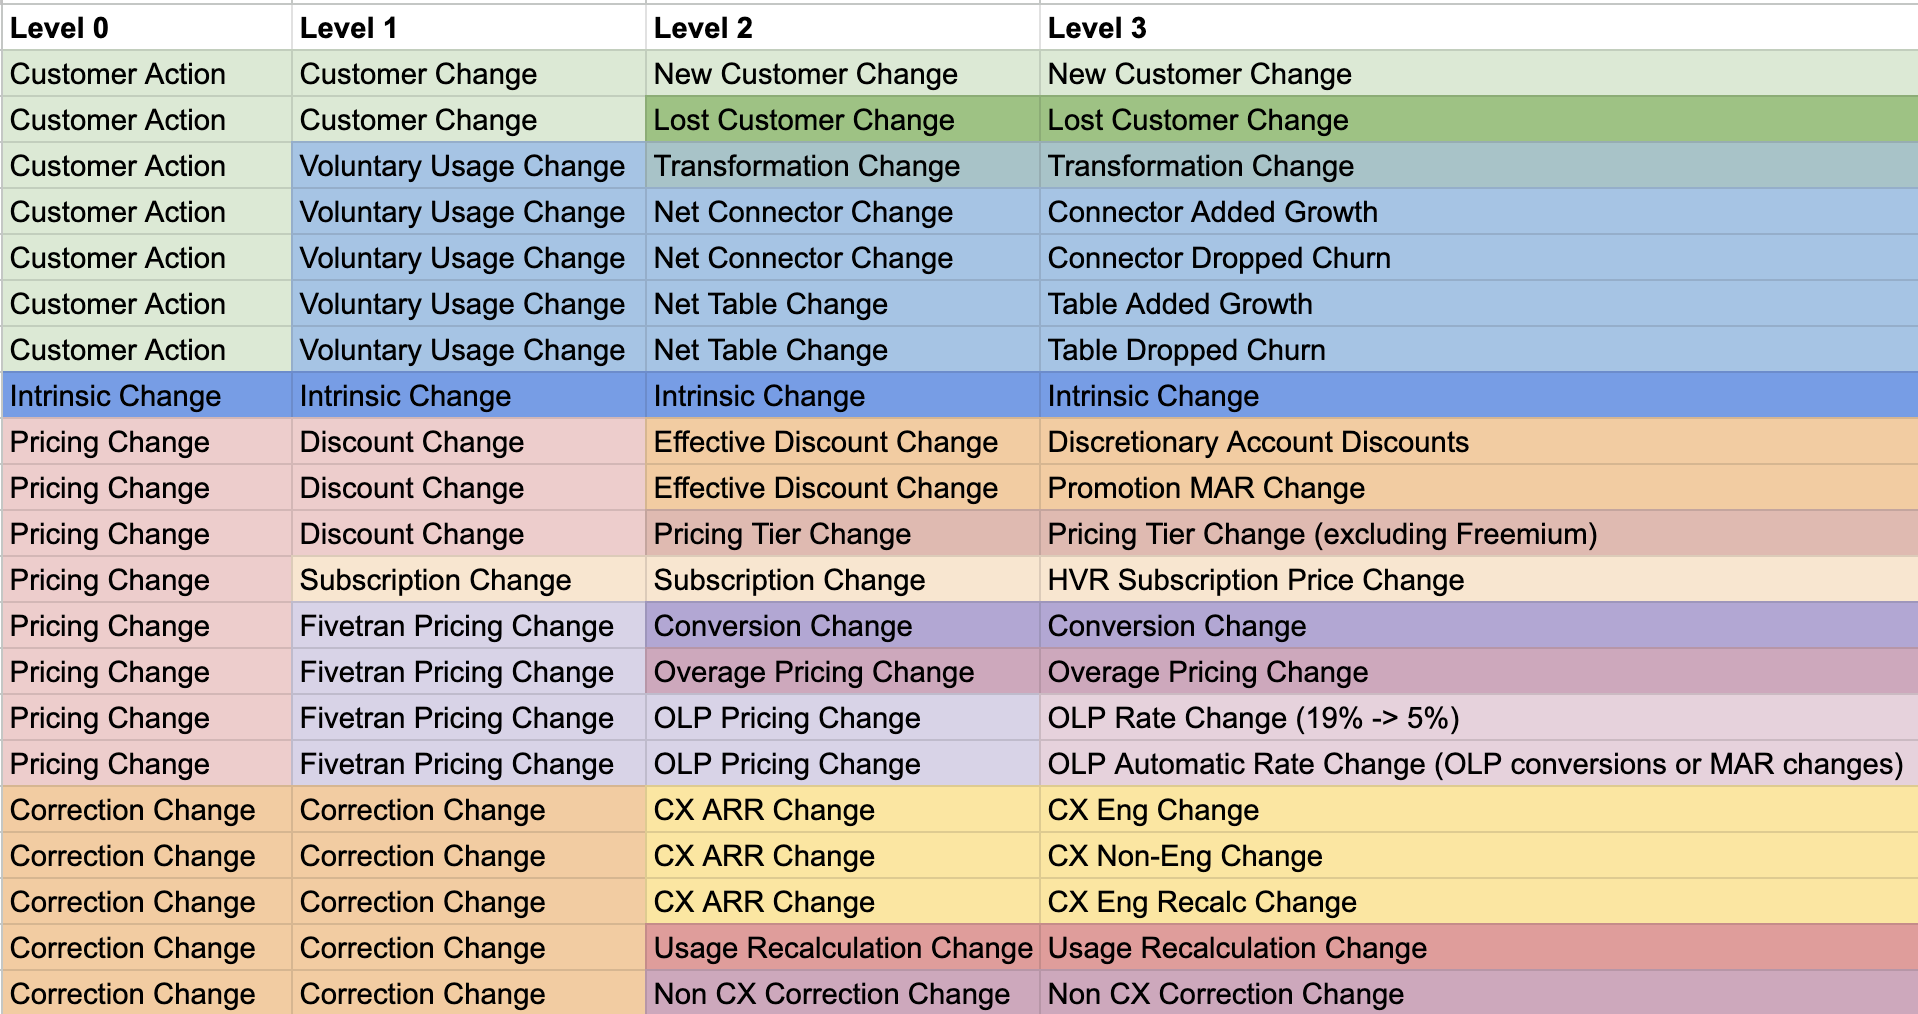 Level 0 Level 1 Level 2 Level 3
Customer Action Customer Change New Customer Change New Customer Change
Customer Action Customer Change Lost Customer Change Lost Customer Change
Customer Action Voluntary Usage Change Transformation Change Transformation Change
Customer Action Voluntary Usage Change Net Connector Change Connector Added Growth
Customer Action Voluntary Usage Change Net Connector Change Connector Dropped Churn
Customer Action Voluntary Usage Change Net Table Change Table Added Growth
Customer Action Voluntary Usage Change Net Table Change Table Dropped Churn
Intrinsic Change Intrinsic Change Intrinsic Change Intrinsic Change
Pricing Change Discount Change Effective Discount Change Discretionary Account Discounts
Pricing Change Discount Change Effective Discount Change Promotion MAR Change
Pricing Change Discount Change Pricing Tier Change Pricing Tier Change (excluding Freemium)
Pricing Change Subscription Change Subscription Change HVR Subscription Price Change
Pricing Change Fivetran Pricing Change Conversion Change Conversion Change
Pricing Change Fivetran Pricing Change Overage Pricing Change Overage Pricing Change
Pricing Change Fivetran Pricing Change OLP Pricing Change OLP Rate Change (19% -> 5%)
Pricing Change Fivetran Pricing Change OLP Pricing Change OLP Automatic Rate Change (OLP conversions or MAR changes)
Correction Change Correction Change CX ARR Change CX Eng Change
Correction Change Correction Change CX ARR Change CX Non-Eng Change
Correction Change Correction Change CX ARR Change CX Eng Recalc Change
Correction Change Correction Change Usage Recalculation Change Usage Recalculation Change
Correction Change Correction Change Non CX Correction Change Non CX Correction Change